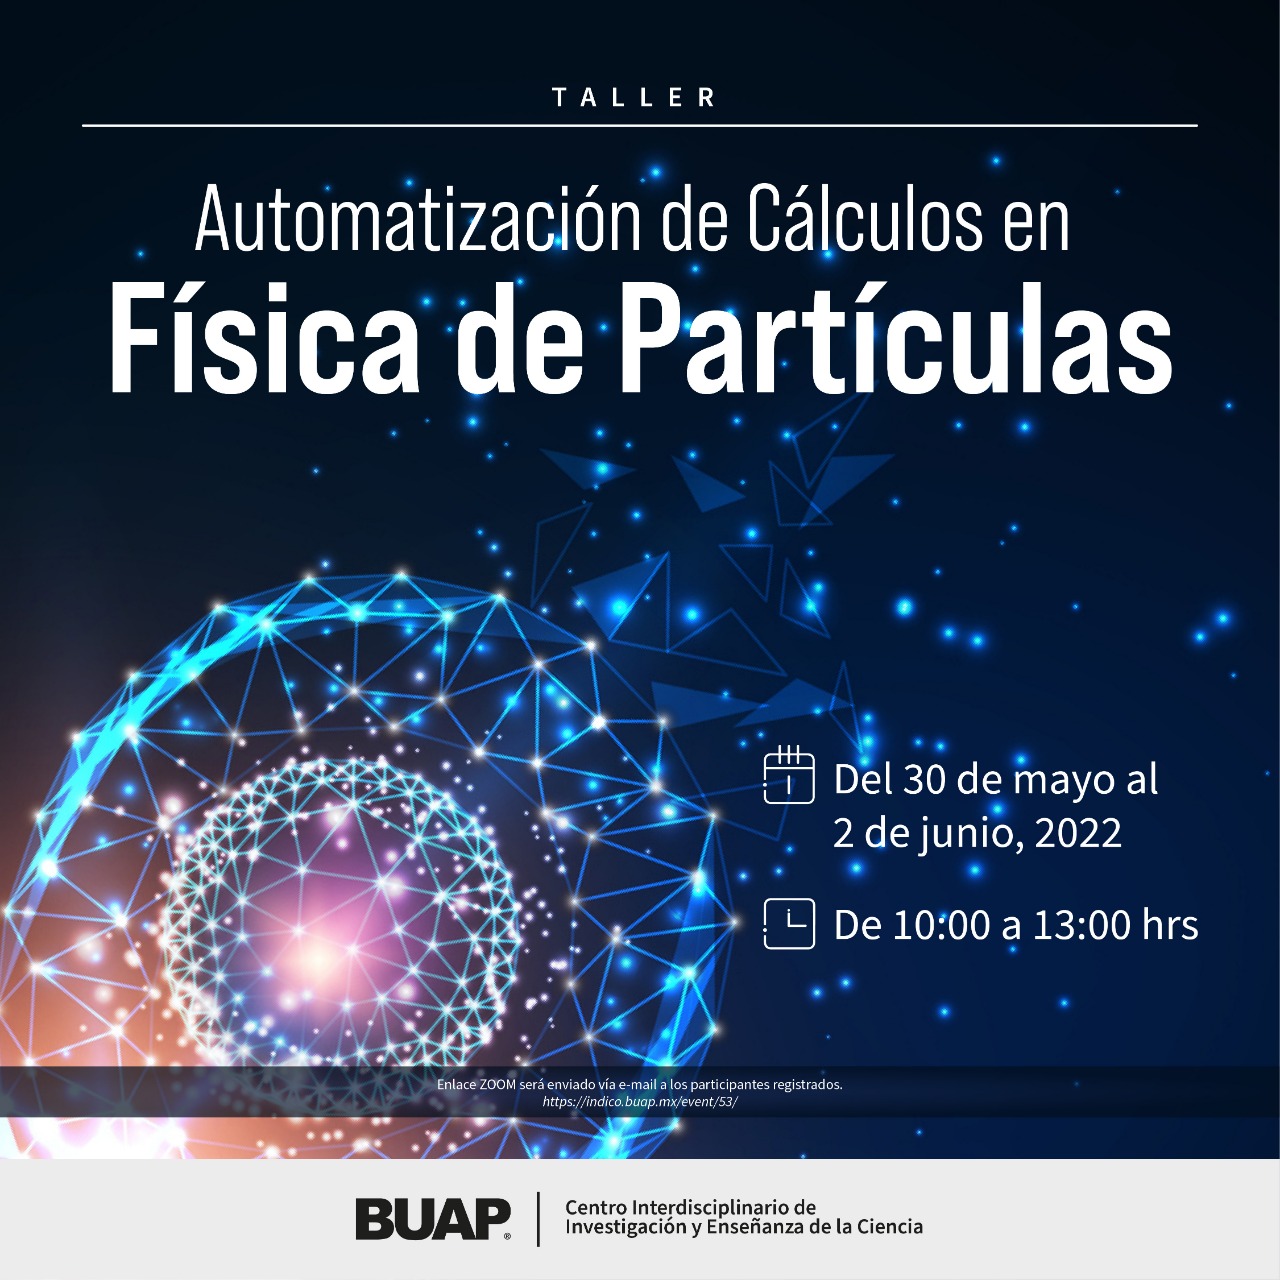 TALLER
Automatización de Cálculos en
Física de Partículas
Del 30 de mayo al
2 de junio, 2022
De 10:00 a 13:00 hrs
Enlace ZOOM será enviado vía e-mail a los participantes registrados.
https://indico.buap.mx/event/53/
BUAP®
Centro Interdisciplinario de
Investigación y Enseñanza de la Ciencia